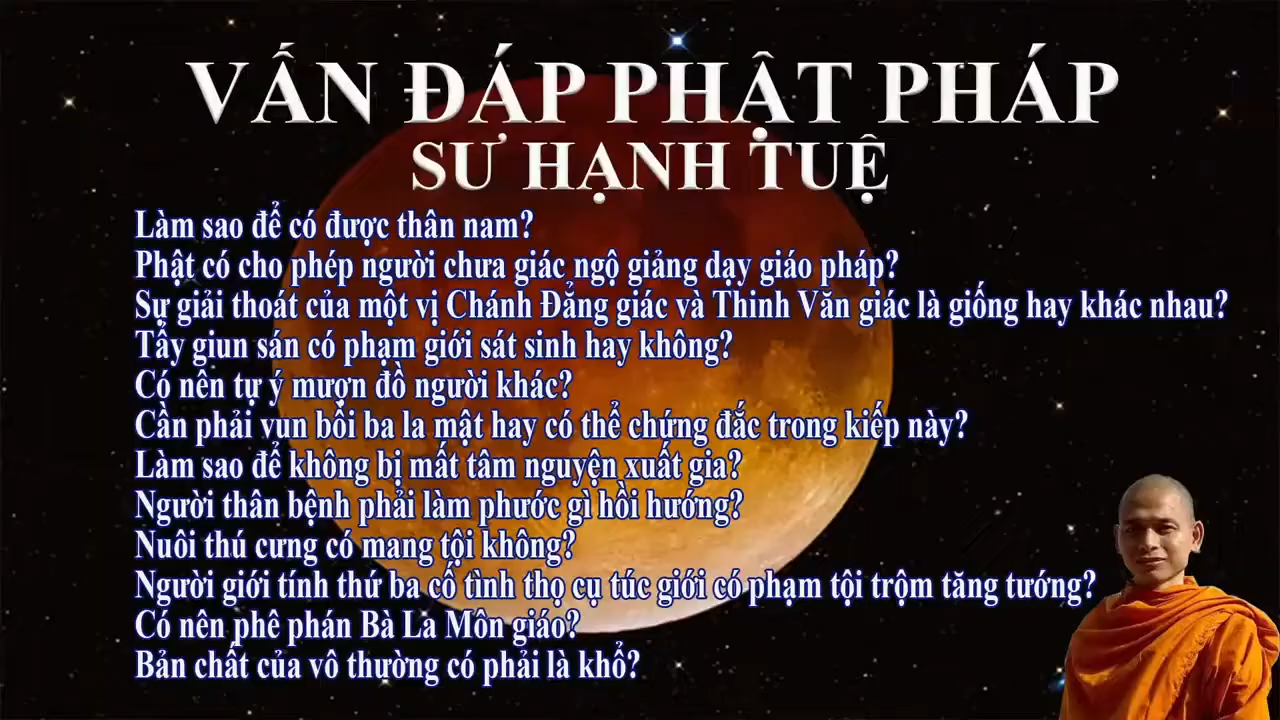 VẤN ĐÁP PHẬT PHÁP
SƯ HẠNH TUỆ
Làm sao để có được thân nam?
Phật có cho phép người chưa giác ngộ giảng dạy giáo pháp?
Sự giải thoát của một vị Chánh Đẳng giác và Thinh Văn giác là giống hay khác nhau?
Tẩy giun sán có phạm giới sát sinh hay không?
Có nên tự ý mượn đồ người khác?
Cần phải vun bồi ba la mật hay có thể chứng đắc trong kiếp này?
Làm sao để không bị mất tâm nguyện xuất gia?
Người thân bệnh phải làm phước gì hồi hướng?
Nuôi thú cưng có mang tội không?
Người giới tính thứ ba cố tình thọ cụ túc giới có phạm tội trộm tăng tướng?
Có nên phê phán Bà La Môn giáo?
Bản chất của vô thường có phải là khổ?